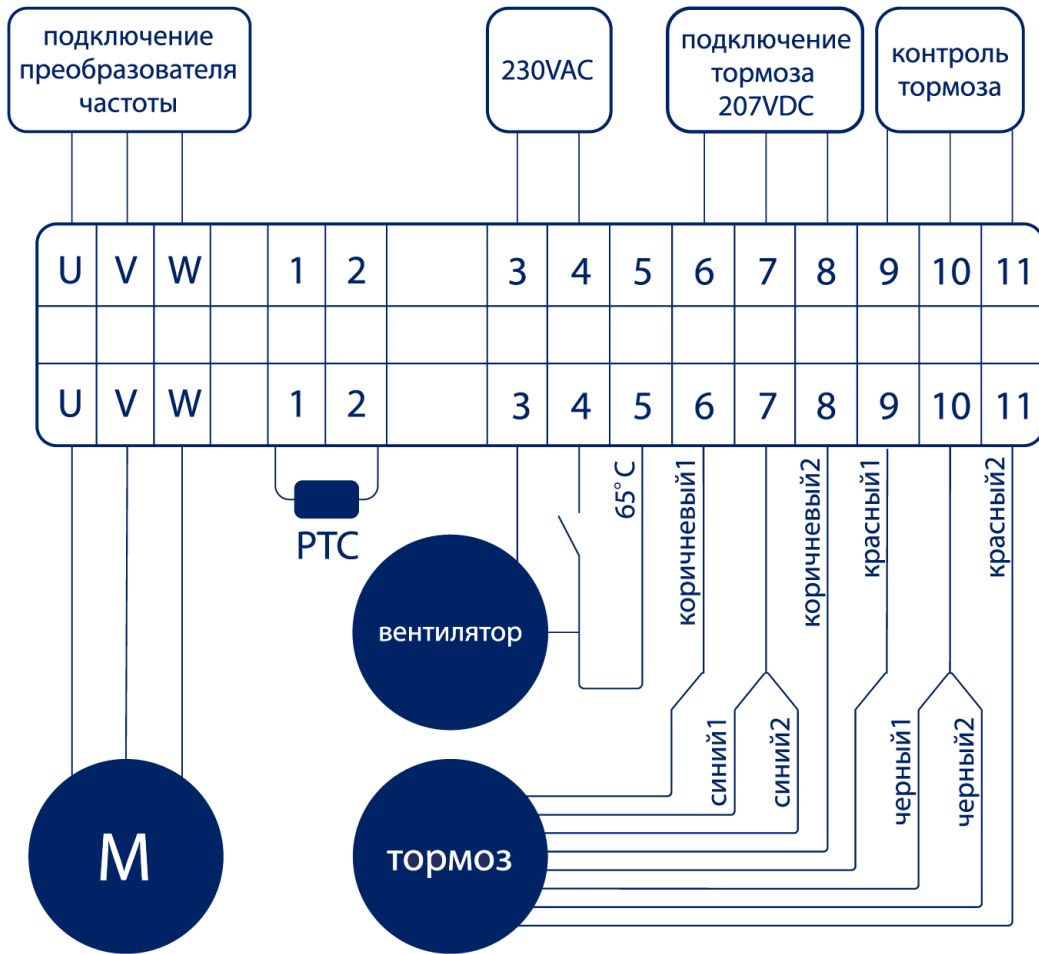 подключение
преобразователя
частоты
230VAC
подключение
тормоза
207VDC
контроль
тормоза
U V W 1 2 3 4 5 6 7 8 9 10 11
U V W 1 2 3 4 5 6 7 8 9 10 11
PTC
65° C
коричневый1
коричневый2
красный1
красный2
вентилятор
синий1
синий2
черный1
черный2
M
тормоз